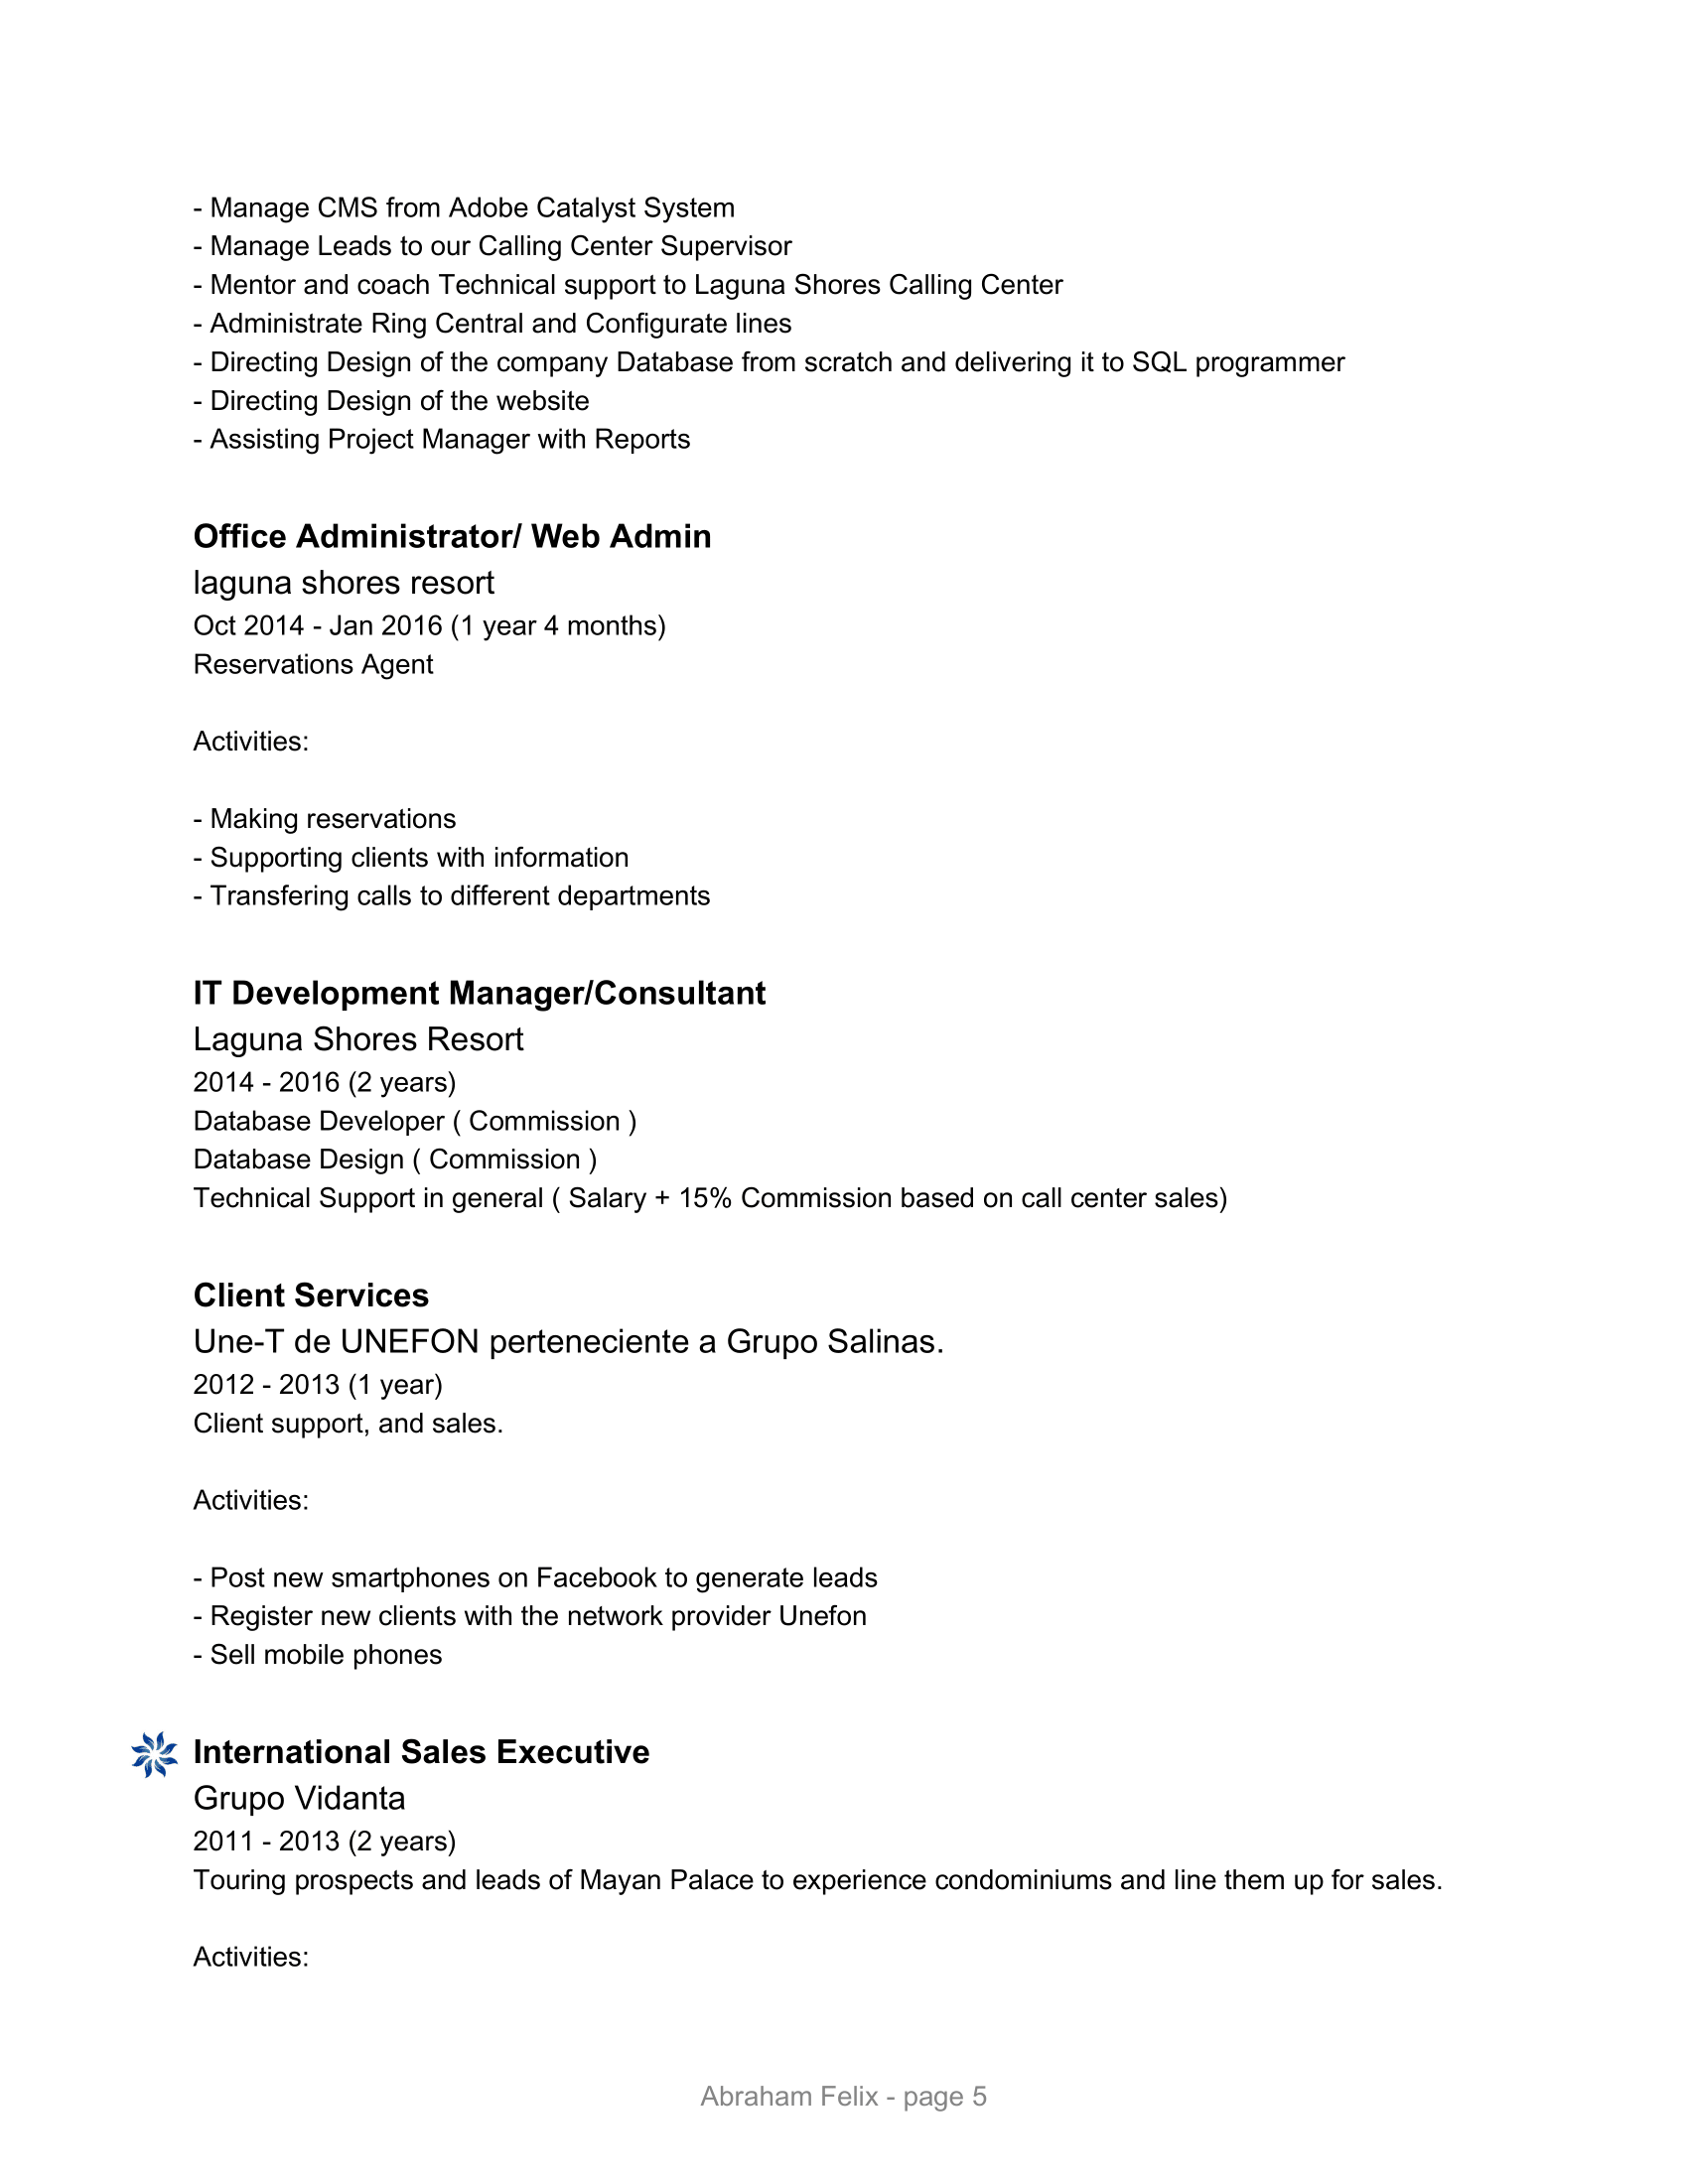 - Manage CMS from Adobe Catalyst System
- Manage Leads to our Calling Center Supervisor
- Mentor and coach Technical support to Laguna Shores Calling Center
- Administrate Ring Central and Configurate lines
- Directing Design of the company Database from scratch and delivering it to SQL programmer
- Directing Design of the website
- Assisting Project Manager with Reports
Office Administrator/ Web Admin
laguna shores resort
Oct 2014 - Jan 2016 (1 year 4 months)
Reservations Agent
Activities:
- Making reservations
- Supporting clients with information
- Transfering calls to different departments
IT Development Manager/Consultant
Laguna Shores Resort
2014 - 2016 (2 years)
Database Developer ( Commission )
Database Design ( Commission )
Technical Support in general ( Salary + 15% Commission based on call center sales)
Client Services
Une-T de UNEFON perteneciente a Grupo Salinas.
2012 - 2013 (1 year)
Client support, and sales.
Activities:
- Post new smartphones on Facebook to generate leads
- Register new clients with the network provider Unefon
- Sell mobile phones
International Sales Executive
Grupo Vidanta
2011 - 2013 (2 years)
Touring prospects and leads of Mayan Palace to experience condominiums and line them up for sales.
Activities:
Abraham Felix - page 5